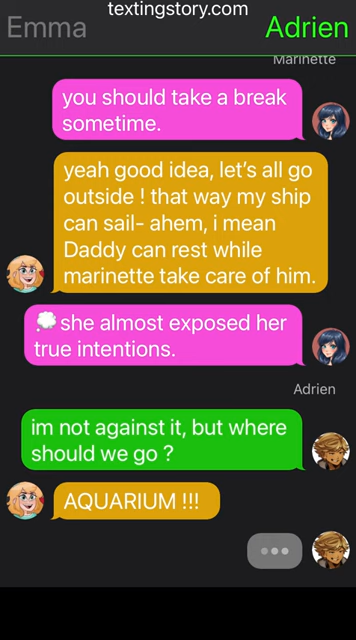 textingstory.com
Emma
Adrien
Marinette
you should take a break
sometime.
yeah good idea, let’s all go
outside ! that way my ship
can sail- ahem, i mean
Daddy can rest while
marinette take care of him.
💭she almost exposed her
true intentions.
Adrien
im not against it, but where
should we go ?
AQUARIUM !!!